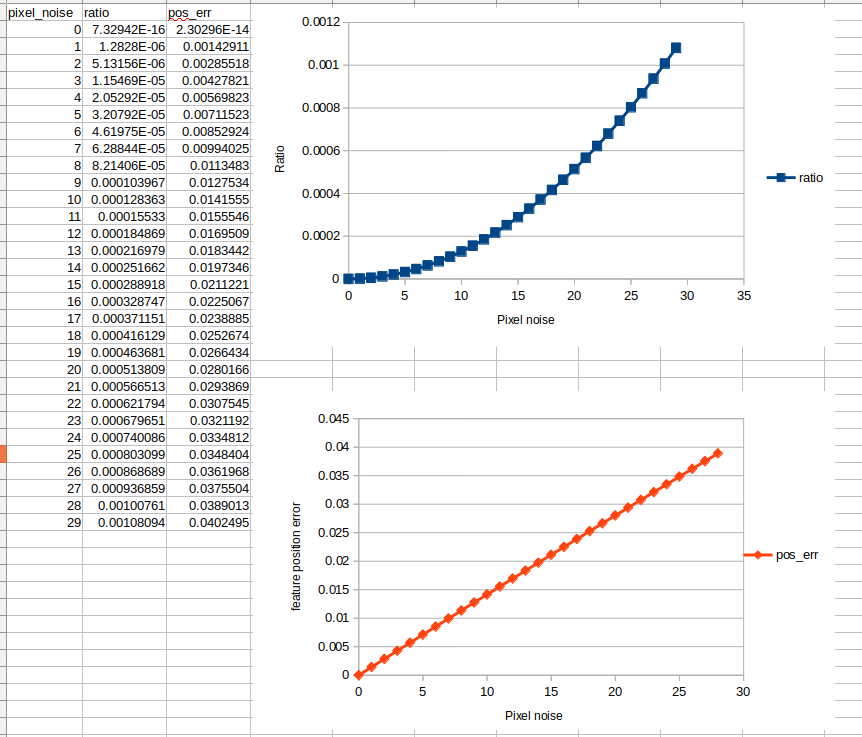 pixel_noise ratio pos_err
0 7.32942E-16 2.30296E-14
1 1.2828E-06 0.00142911
2 5.13156E-06 0.00285518
3 1.15469E-05 0.00427821
4 2.05292E-05 0.00569823
5 3.20792E-05 0.00711523
6 4.61975E-05 0.00852924
7 6.28844E-05 0.00994025
8 8.21406E-05 0.0113483
9 0.000103967 0.0127534
10 0.000128363 0.0141555
11 0.00015533 0.0155546
12 0.000184869 0.0169509
13 0.000216979 0.0183442
14 0.000251662 0.0197346
15 0.000288918 0.0211221
16 0.000328747 0.0225067
17 0.000371151 0.0238885
18 0.000416129 0.0252674
19 0.000463681 0.0266434
20 0.000513809 0.0280166
21 0.000566513 0.0293869
22 0.000621794 0.0307545
23 0.000679651 0.0321192
24 0.000740086 0.0334812
25 0.000803099 0.0348404
26 0.000868689 0.0361968
27 0.000936859 0.0375504
28 0.00100761 0.0389013
29 0.00108094 0.0402495
0.0012
0.001
0.0008
0.0006
0.0004
0.0002
0
Ratio
0 5 10 15 20 25 30 35
Pixel noise
ratio
0.045
0.04
0.035
0.03
0.025
0.02
0.015
0.01
0.005
0
feature position error
0 5 10 15 20 25 30
Pixel noise
pos_err